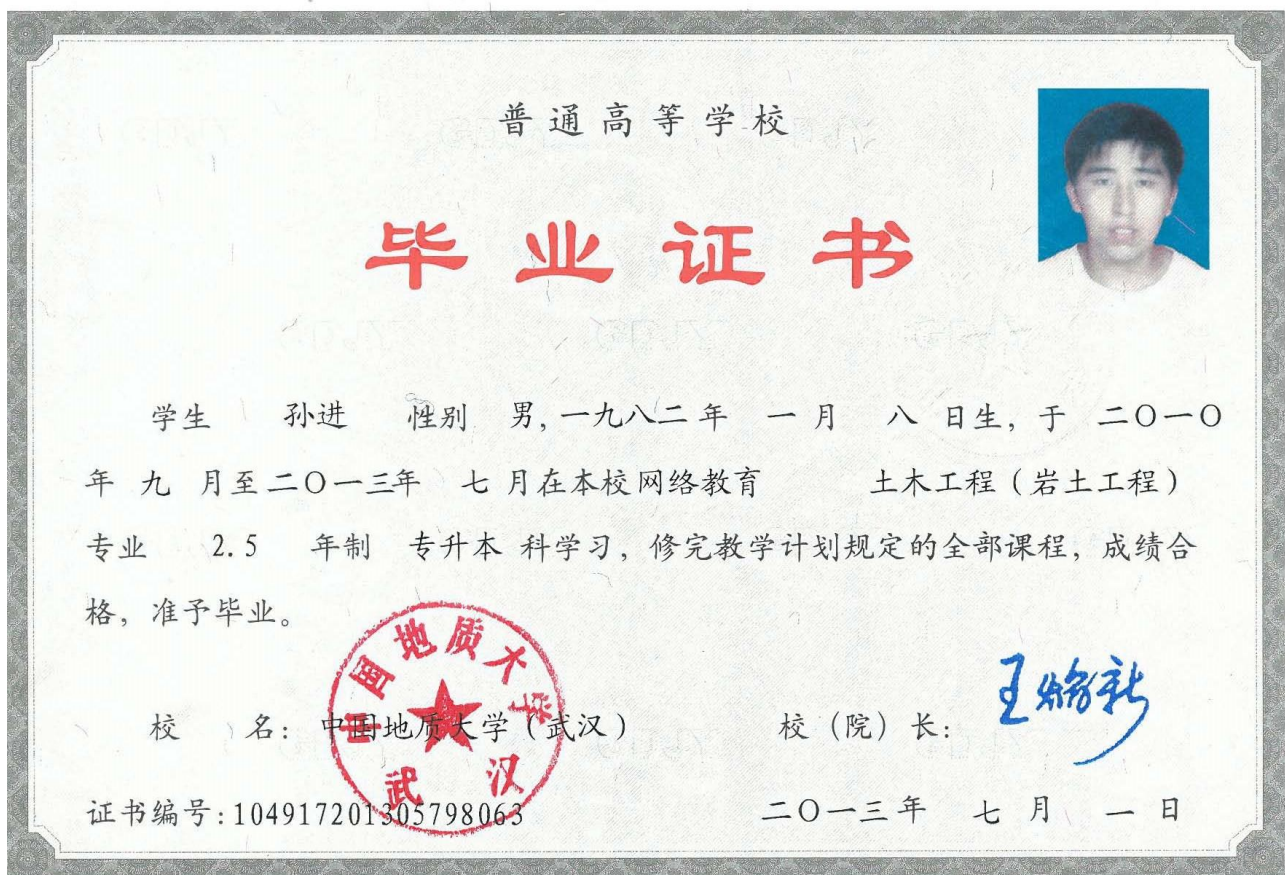 普通高等学校
毕业证书
学生 孙进 性别 男,一九八二年 一月 八 日生,于 二〇一〇
年 九 月至二〇一三年 七月在本校网络教育 土木工程(岩土工程)
专业 2.5 年制 专升本 科学习,修完教学计划规定的全部课程,成绩合
格,准予毕业。
中国地质大学
武汉
校 名: 中国地质大学(武汉) 校(院)长: 王焰新
证书编号:104917201305798063 二〇一三年 七月 一日